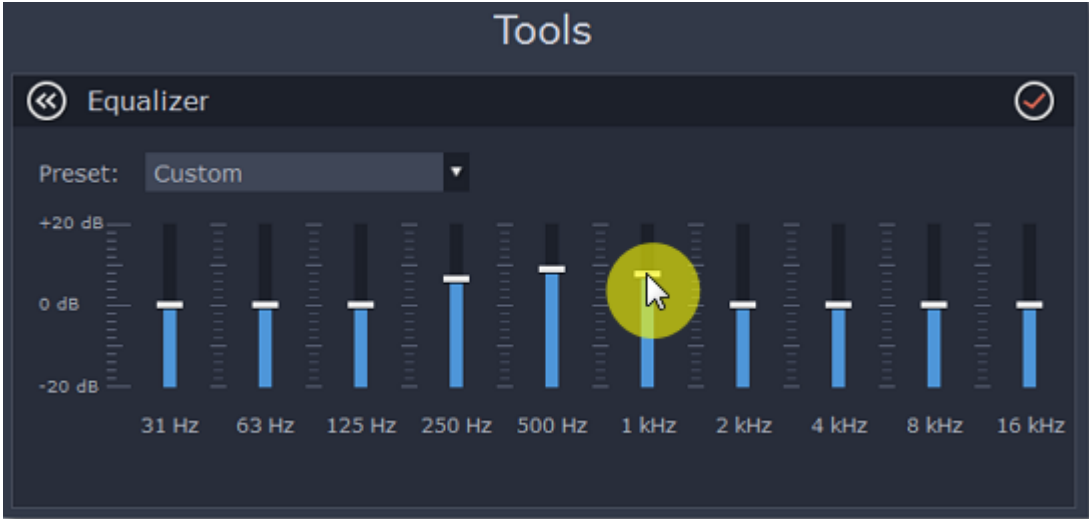 Tools
Equalizer
Preset: Custom
+20 dB
0 dB
-20 dB
31 Hz 63 Hz 125 Hz 250 Hz 500 Hz 1 kHz 2 kHz 4 kHz 8 kHz 16 kHz